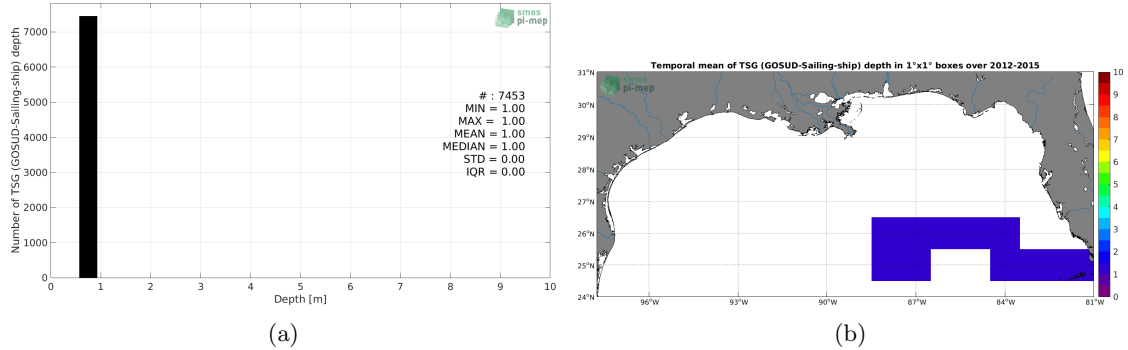 smos
pi-mep
7000
6000
5000
4000
3000
2000
1000
0
Number of TSG (GOSUD-Sailing-ship) depth
# : 7453
MIN = 1.00
MAX = 1.00
MEAN = 1.00
MEDIAN = 1.00
STD = 0.00
IQR = 0.00
0 1 2 3 4 5 6 7 8 9 10
Depth [m]
(a)
Temporal mean of TSG (GOSUD-Sailing-ship) depth in 1°x1° boxes over 2012-2015
smos
pi-mep
31°N
30°N
29°N
28°N
27°N
26°N
25°N
24°N
96°W 93°W 90°W 87°W 84°W 81°W
10
9
8
7
6
5
4
3
2
1
0
(b)